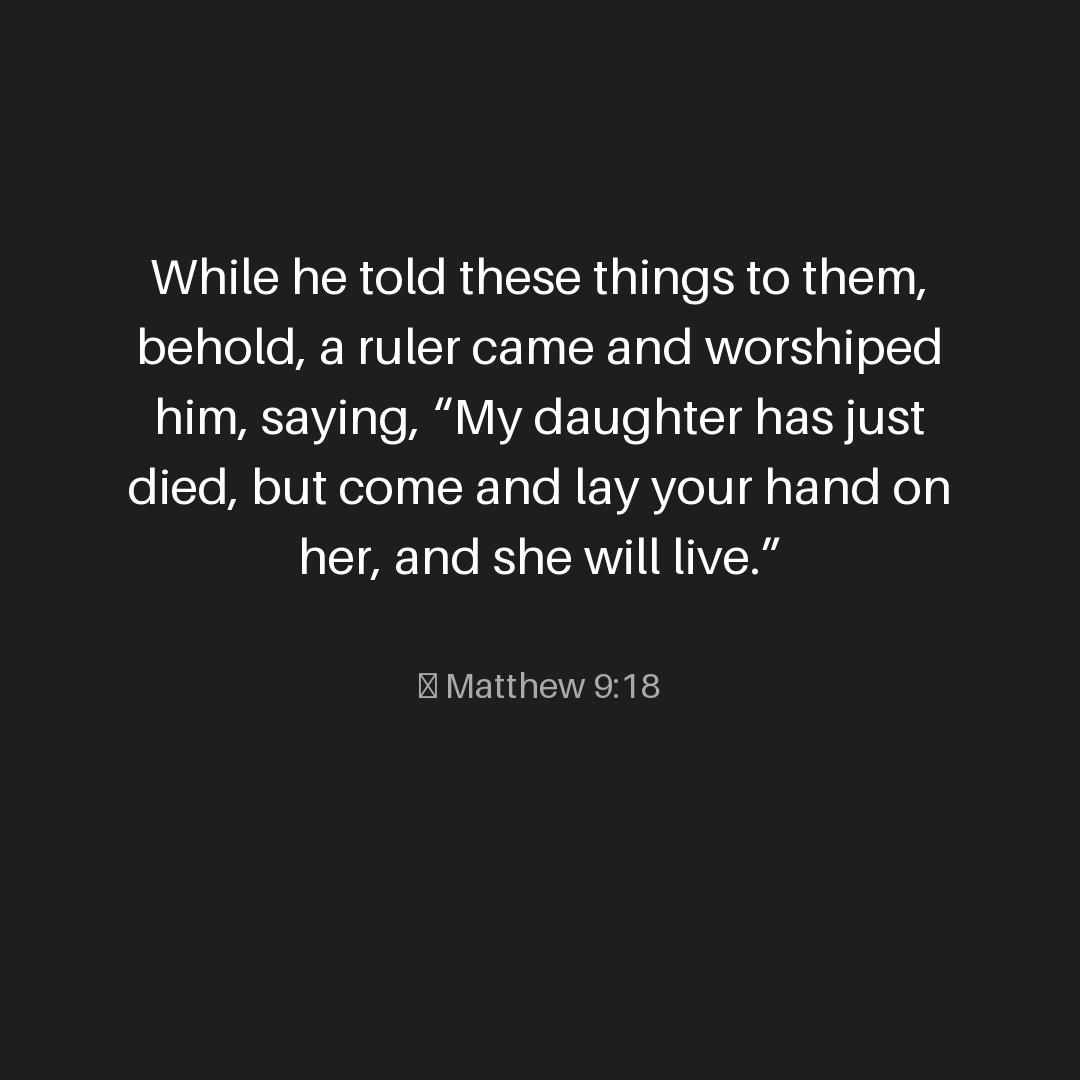 While he told these things to them,
behold, a ruler came and worshiped
him, saying, “My daughter has just
died, but come and lay your hand on
her, and she will live.”
Matthew 9:18